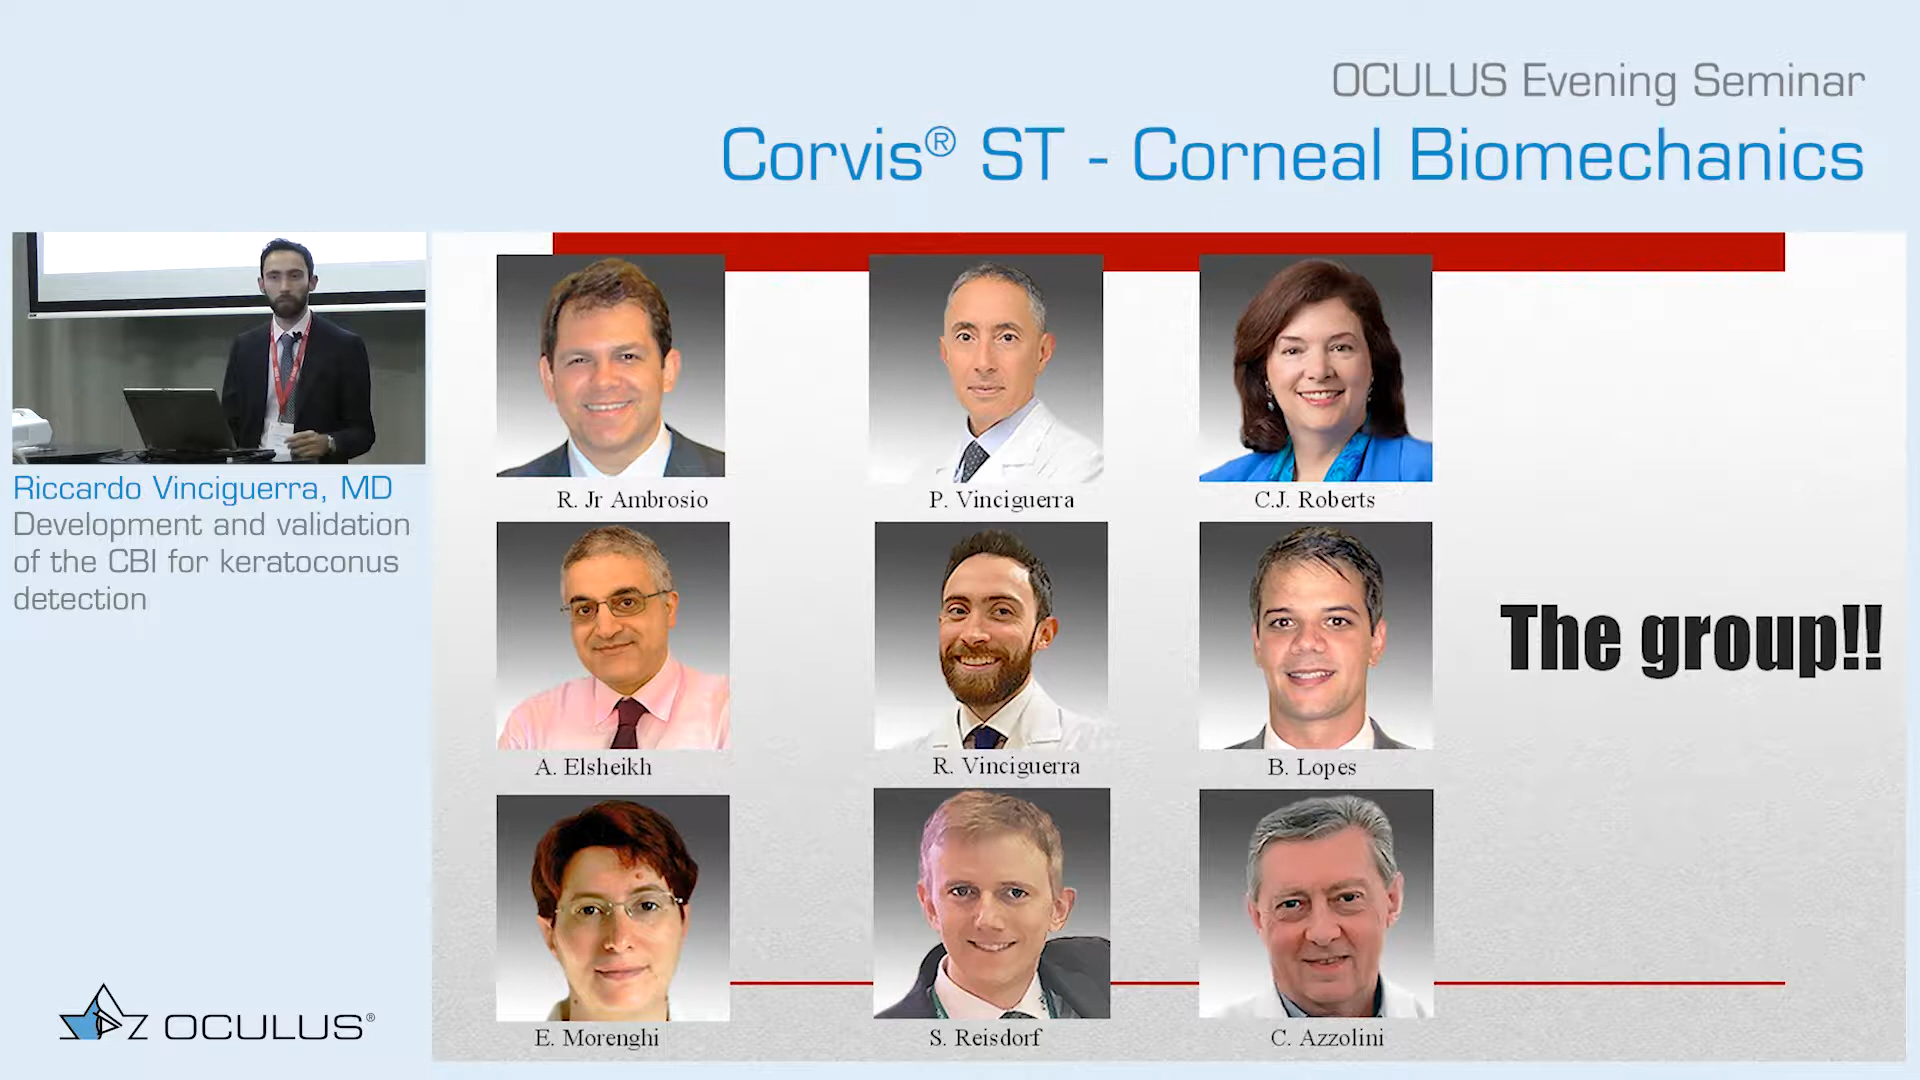 OCULUS Evening Seminar
Corvis® ST - Corneal Biomechanics
Riccardo Vinciguerra, MD
Development and validation
of the CBI for keratoconus
detection
R. Jr Ambrosio
P. Vinciguerra
C.J. Roberts
A. Elsheikh
R. Vinciguerra
B. Lopes
The group!!
E. Morenghi
S. Reisdorf
C. Azzolini
OCULUS®